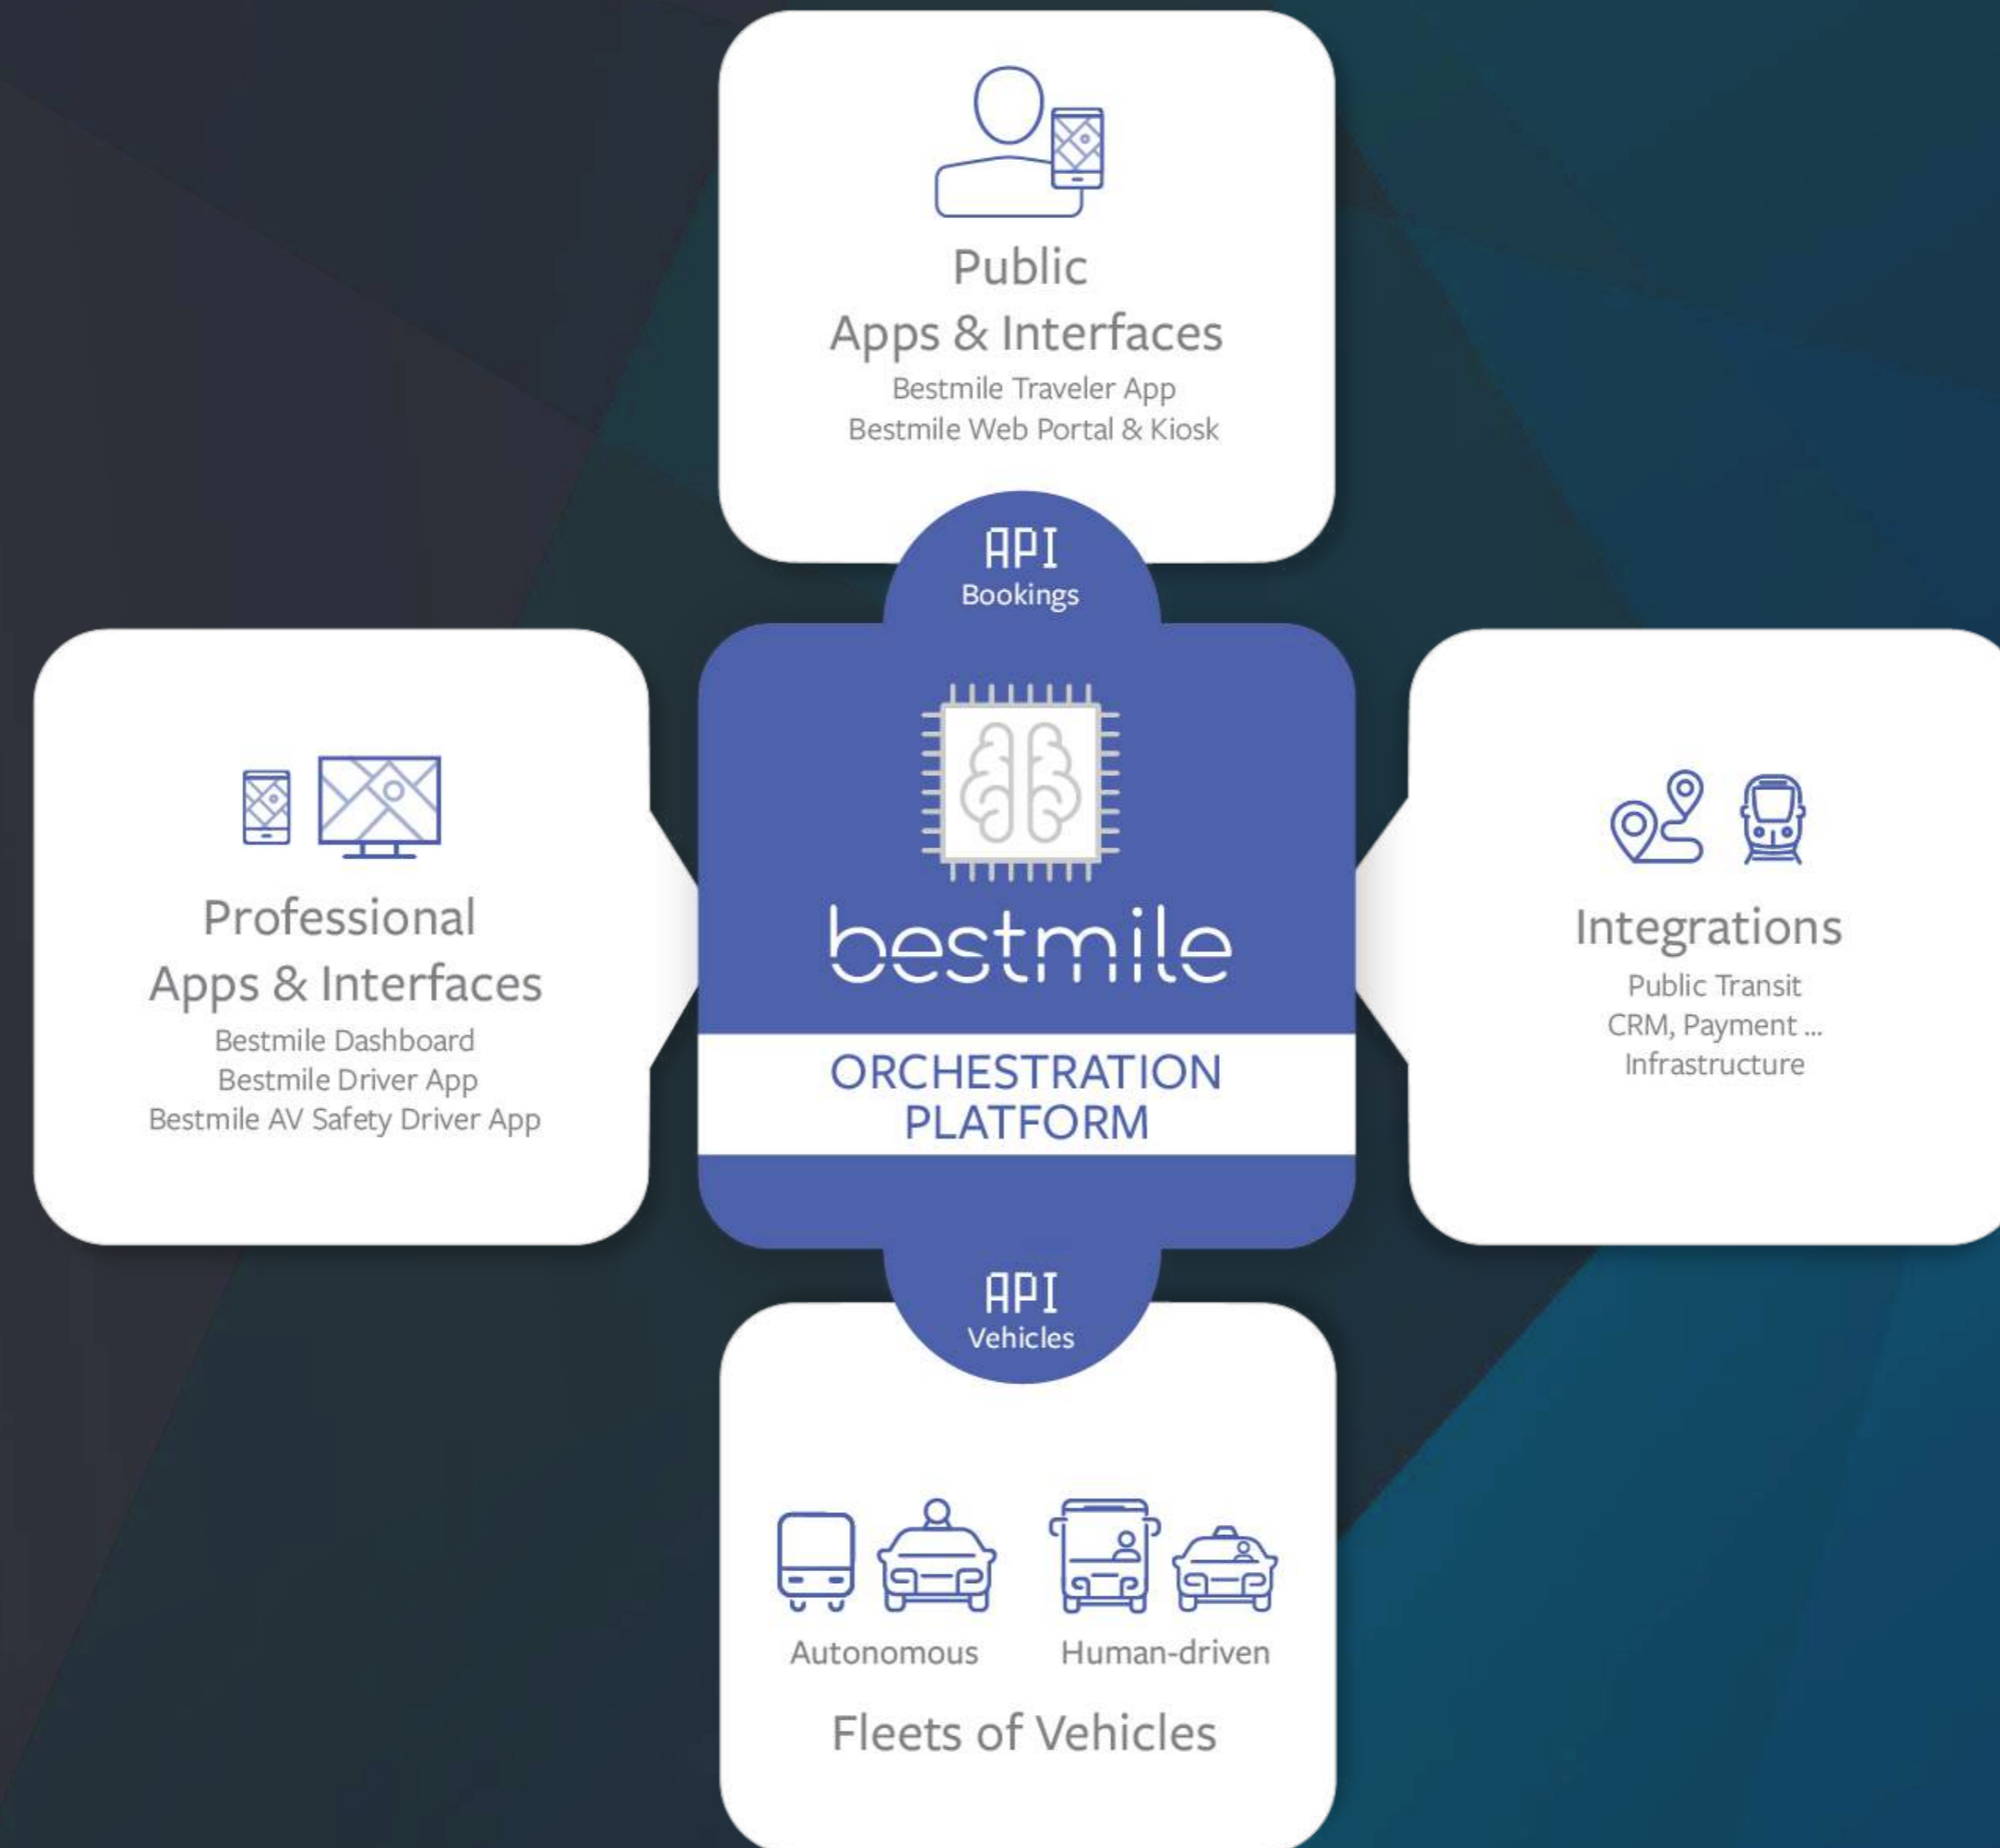 Public
Apps & Interfaces
Bestmile Traveler App
Bestmile Web Portal & Kiosk
API
Bookings
Professional
Apps & Interfaces
Bestmile Dashboard
Bestmile Driver App
Bestmile AV Safety Driver App
bestmile
ORCHESTRATION
PLATFORM
Integrations
Public Transit
CRM, Payment ...
Infrastructure
API
Vehicles
Autonomous
Human-driven
Fleets of Vehicles